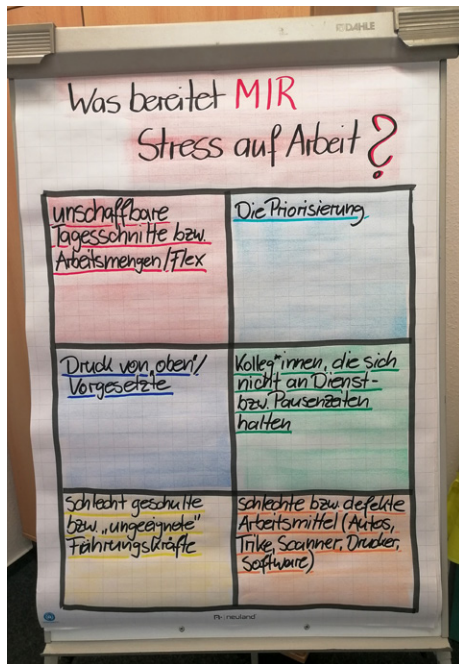 DAHLE
Was bereitet MIR
Stress auf Arbeit?
unschaffbare
Tagesschnitte bzw.
Arbeitsmengen/Flex
Die Priorisierung
Druck von "oben"/
Vorgesetzte
Kolleg*innen, die sich
nicht an Dienst-
bzw. Pausenzeiten
halten
Schlecht geschulte
bzw. „ungeeignete"
Führungskräfte
schlechte bzw. defekte
Arbeitsmittel (Autos,
Trike, Scanner, Drucker,
Software)
neuland